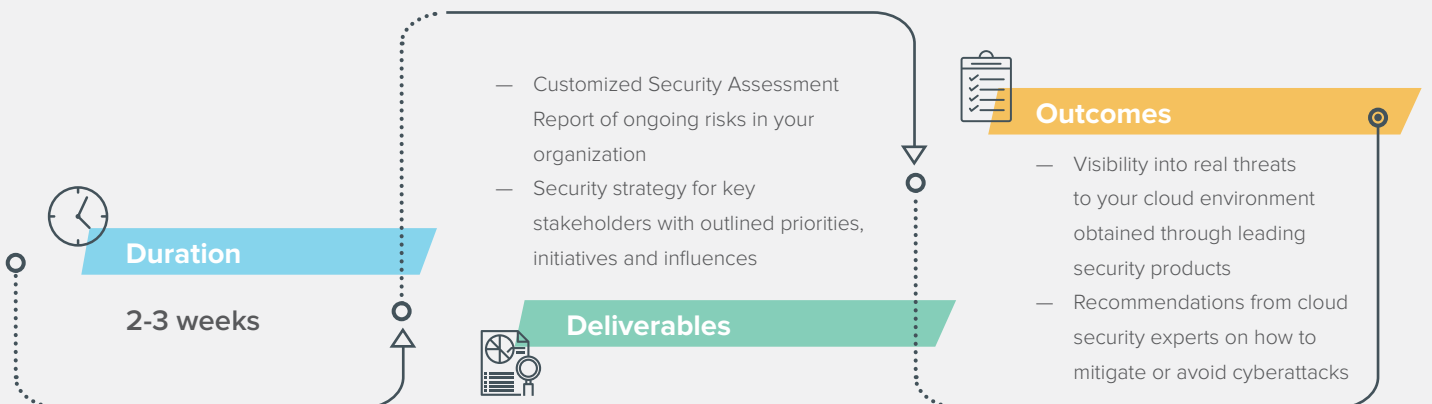 Duration
2-3 weeks
— Customized Security Assessment
Report of ongoing risks in your
organization
— Security strategy for key
stakeholders with outlined priorities,
initiatives and influences
Deliverables
Outcomes
— Visibility into real threats
to your cloud environment
obtained through leading
security products
— Recommendations from cloud
security experts on how to
mitigate or avoid cyberattacks